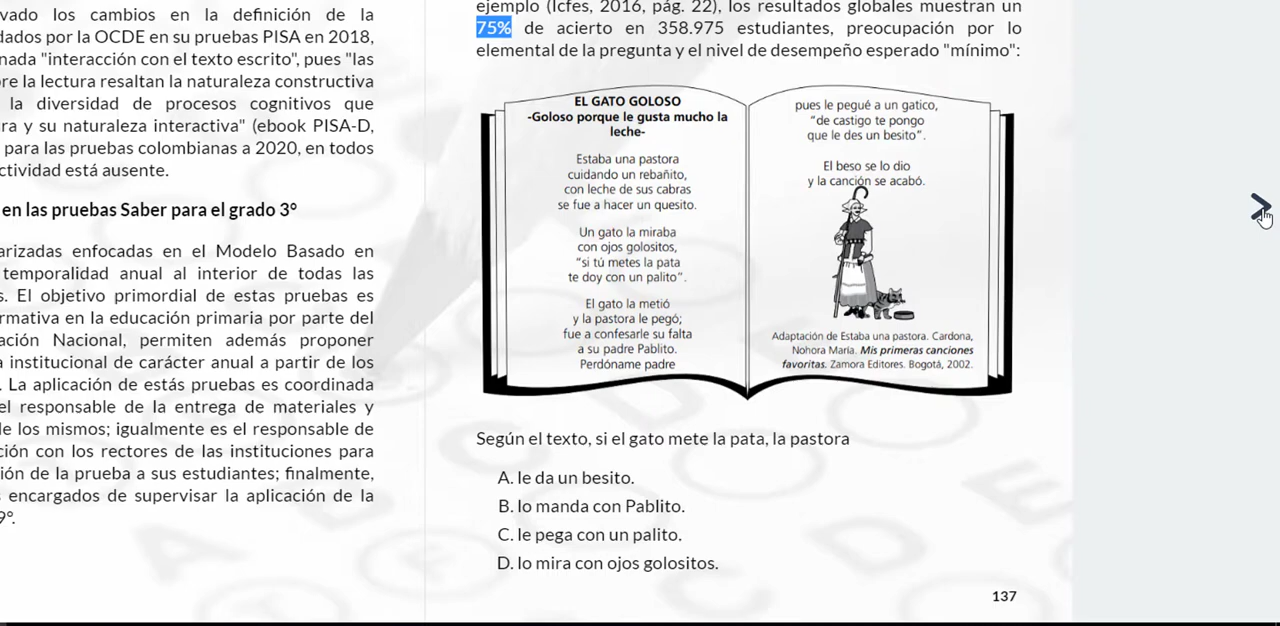 vado los cambios en la definición de la
dados por la OCDE en su pruebas PISA en 2018,
nada "interacción con el texto escrito", pues "las
re la lectura resaltan la naturaleza constructiva
la diversidad de procesos cognitivos que
ra y su naturaleza interactiva" (ebook PISA-D,
para las pruebas colombianas a 2020, en todos
ctividad está ausente.
en las pruebas Saber para el grado 3°
arizadas enfocadas en el Modelo Basado en
temporalidad anual al interior de todas las
s. El objetivo primordial de estas pruebas es
rmativa en la educación primaria por parte del
ación Nacional, permiten además proponer
a institucional de carácter anual a partir de los
. La aplicación de estás pruebas es coordinada
el responsable de la entrega de materiales y
de los mismos; igualmente es el responsable de
ción con los rectores de las instituciones para
ión de la prueba a sus estudiantes; finalmente,
s encargados de supervisar la aplicación de la
9°.
ejemplo (Icfes, 2016, pág. 22), los resultados globales muestran un
75% de acierto en 358.975 estudiantes, preocupación por lo
elemental de la pregunta y el nivel de desempeño esperado "mínimo":
EL GATO GOLOSO
-Goloso porque le gusta mucho la
leche-
Estaba una pastora
cuidando un rebañito,
con leche de sus cabras
se fue a hacer un quesito.
Un gato la miraba
con ojos golositos,
"si tú metes la pata
te doy con un palito".
El gato la metió
y la pastora le pegó;
fue a confesarle su falta
a su padre Pablito.
Perdóname padre
pues le pegué a un gatico,
"de castigo te pongo
que le des un besito".
El beso se lo dio
y la canción se acabó.
Adaptación de Estaba una pastora. Cardona,
Nohora María. Mis primeras canciones
favoritas. Zamora Editores. Bogotá, 2002.
Según el texto, si el gato mete la pata, la pastora
A. le da un besito.
B. lo manda con Pablito.
C. le pega con un palito.
D. lo mira con ojos golositos.
137